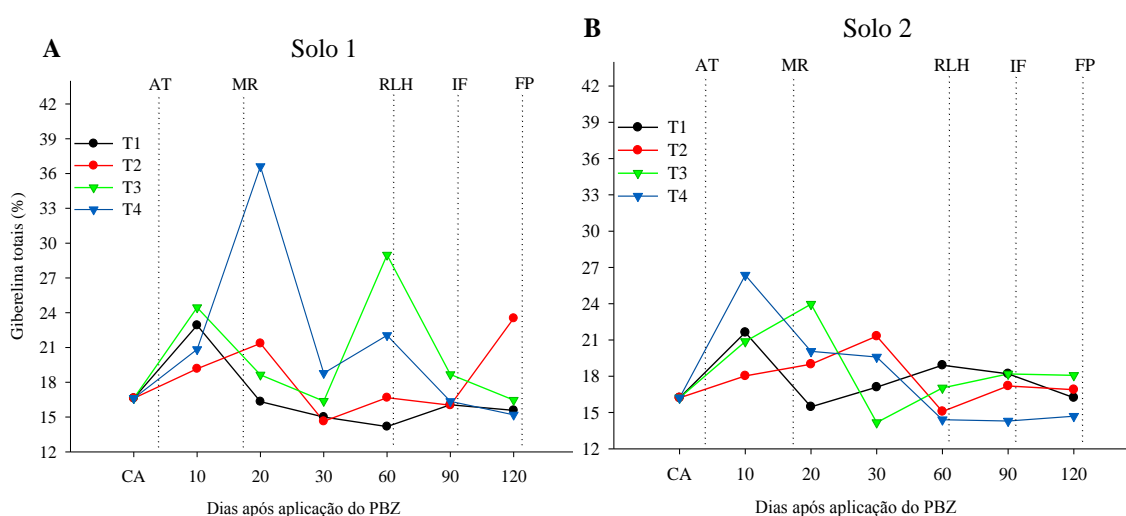 A
Solo 1
AT MR RLH IF FP
42
39
36
33
30
27
24
21
18
15
12
T1
T2
T3
T4
Giberelina totais (%)
CA 10 20 30 60 90 120
Dias após aplicação do PBZ
B
Solo 2
AT MR RLH IF FP
42
39
36
33
30
27
24
21
18
15
12
T1
T2
T3
T4
CA 10 20 30 60 90 120
Dias após aplicação do PBZ